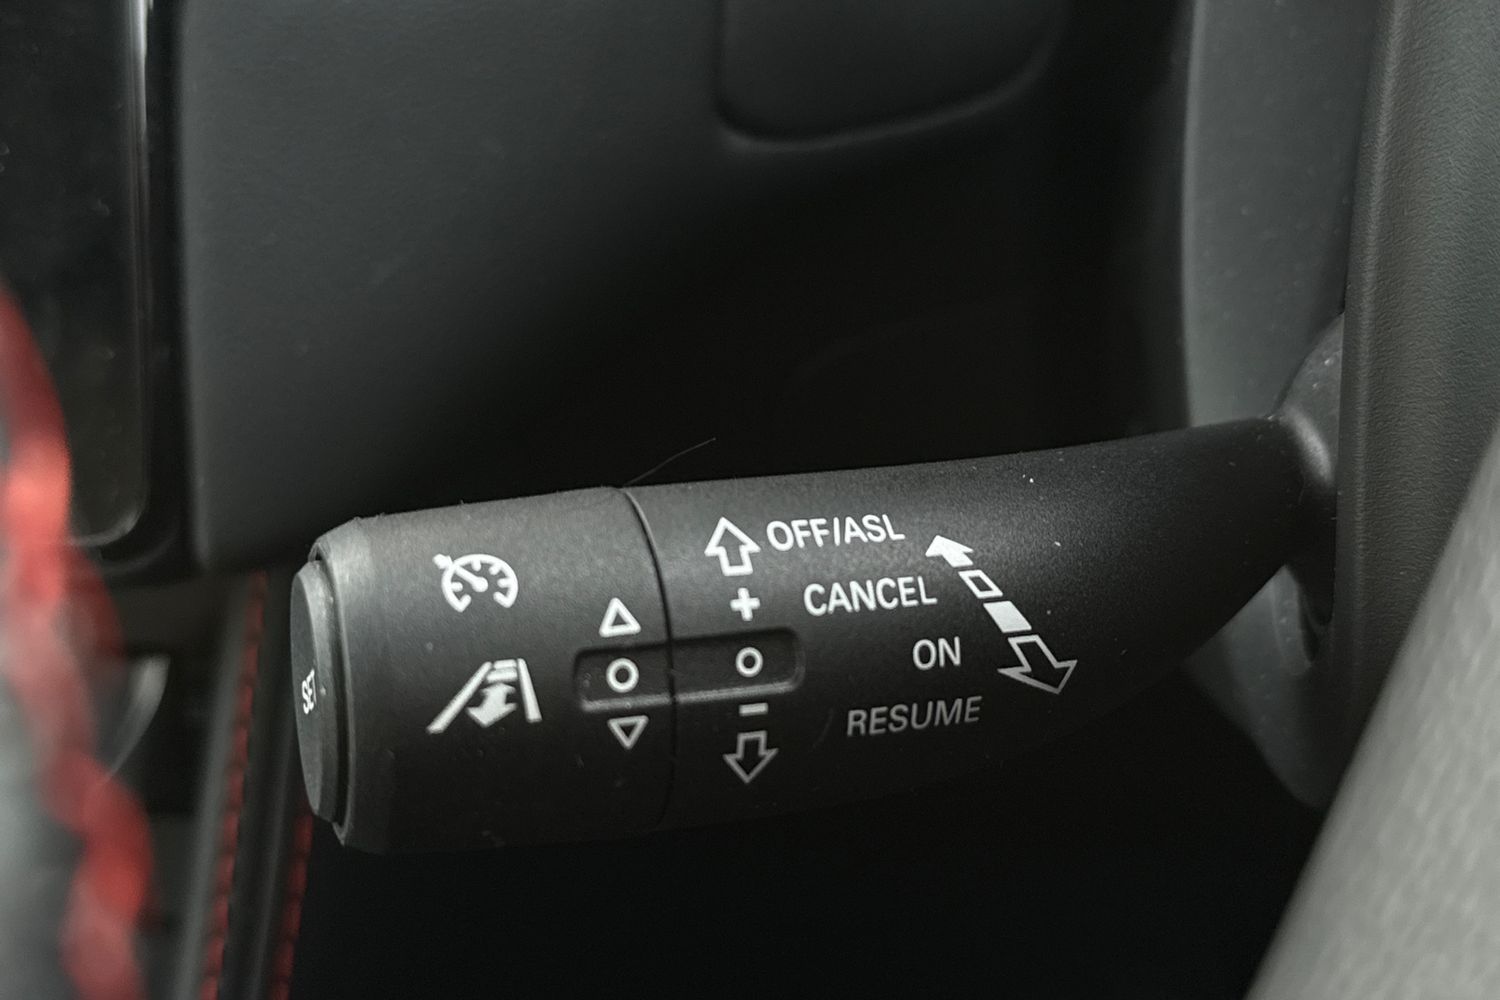 OFF/ASL
+ CANCEL
ON
SET
-
RESUME